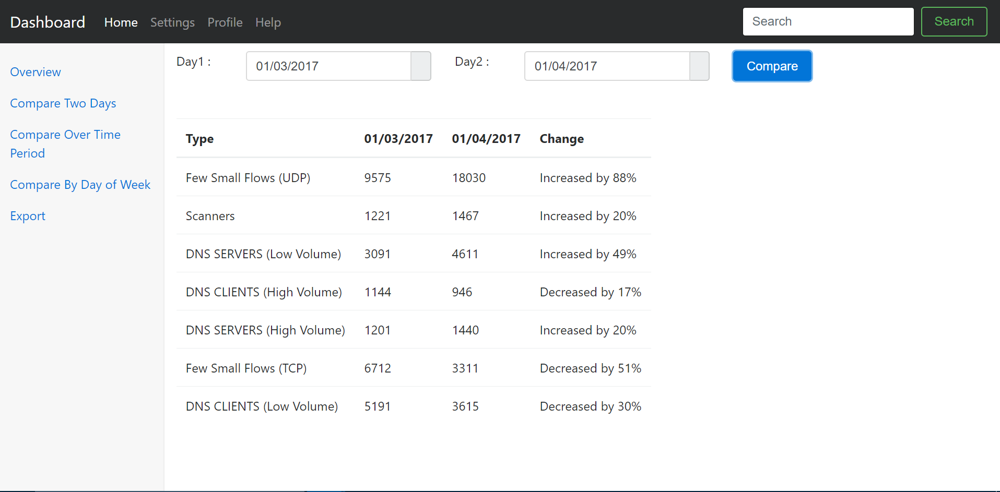 Dashboard Home Settings Profile Help Search Search
Overview
Compare Two Days
Compare Over Time
Period
Compare By Day of Week
Export
Day1 : 01/03/2017 Day2 : 01/04/2017 Compare
Type 01/03/2017 01/04/2017 Change
Few Small Flows (UDP) 9575 18030 Increased by 88%
Scanners 1221 1467 Increased by 20%
DNS SERVERS (Low Volume) 3091 4611 Increased by 49%
DNS CLIENTS (High Volume) 1144 946 Decreased by 17%
DNS SERVERS (High Volume) 1201 1440 Increased by 20%
Few Small Flows (TCP) 6712 3311 Decreased by 51%
DNS CLIENTS (Low Volume) 5191 3615 Decreased by 30%